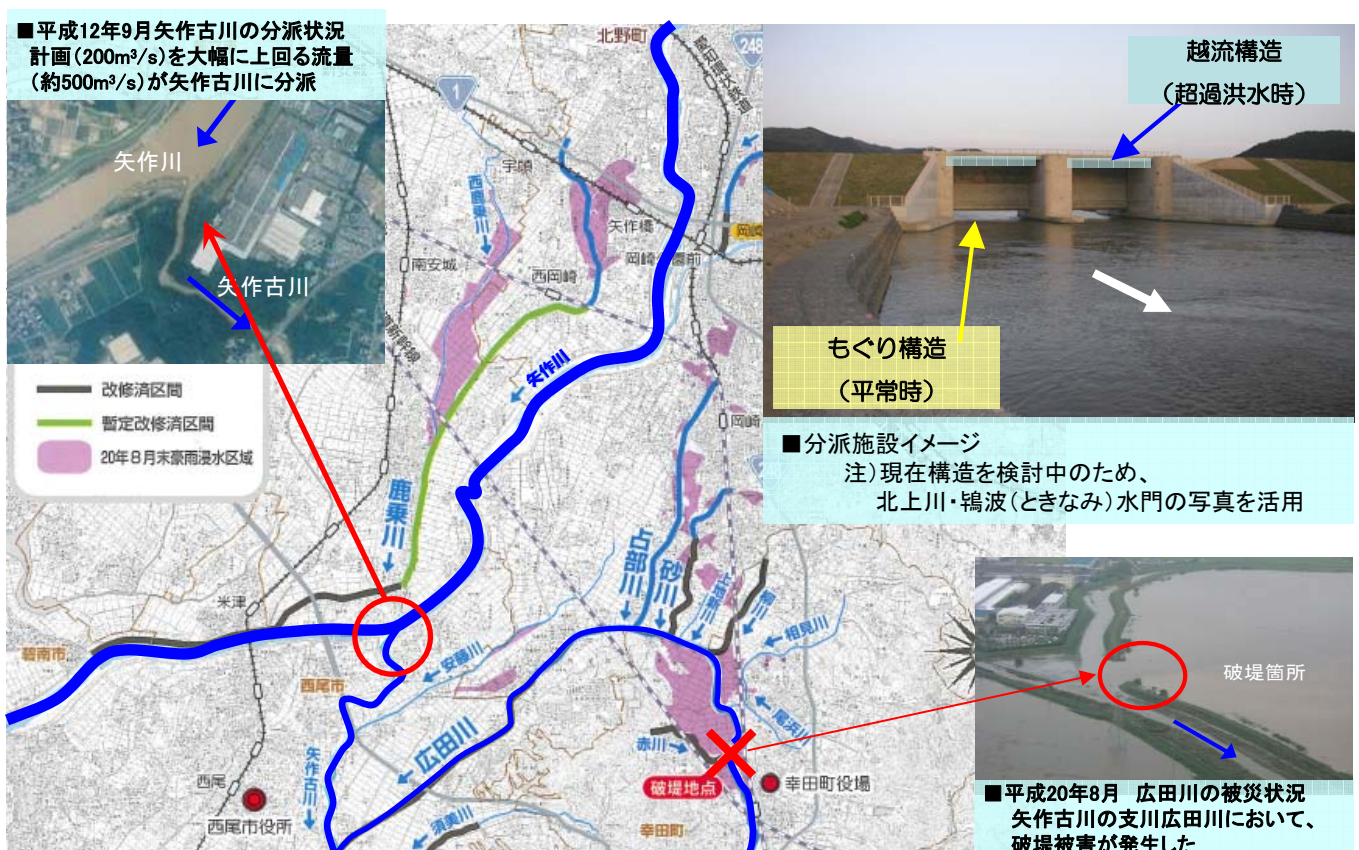 ■平成12年9月矢作古川の分派状況
計画(200m³/s)を大幅に上回る流量
(約500m³/s)が矢作古川に分派
矢作川
矢作古川
改修済区間
暫定改修済区間
20年8月末豪雨浸水区域
北野町
248
1
宇頭
西鹿乗川
矢作橋
岡崎
南安城
西岡崎
矢作川
岡崎
鹿乗川
占部川
砂川
相見川
米津
碧南市
西尾市
安藤川
尾浜川
広田川
赤川
矢作古川
破堤地点
幸田町役場
西尾
西尾市役所
須美川
幸田町
越流構造
(超過洪水時)
もぐり構造
(平常時)
■分派施設イメージ
注)現在構造を検討中のため、
北上川・鴇波(ときなみ)水門の写真を活用
破堤箇所
■平成20年8月 広田川の被災状況
矢作古川の支川広田川において、
破堤被害が発生した